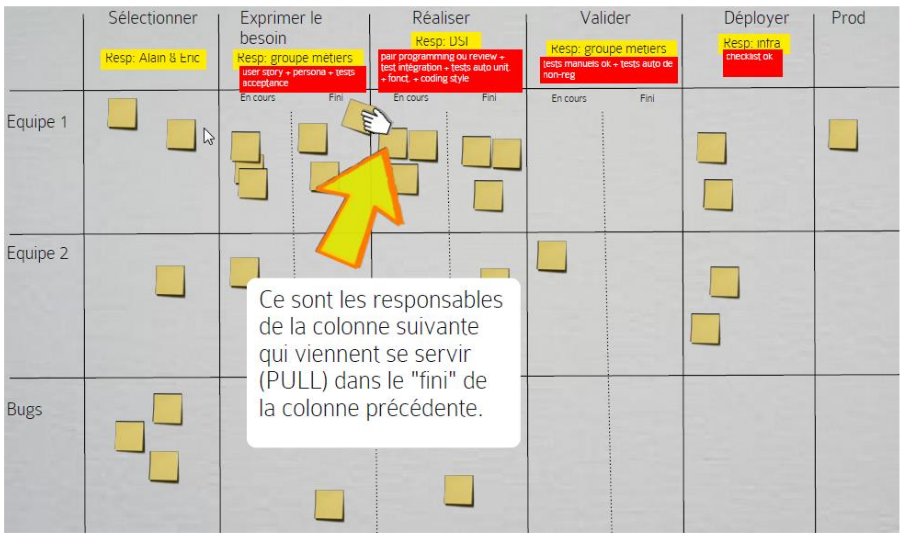 Sélectionner
Resp: Alain & Eric
Exprimer le
besoin
Resp: groupe métiers
user story + persona + tests
acceptance
En cours
Fini
Réaliser
Resp: DSI
pair programming ou review +
test intégration + tests auto unit.
+ fonct. + coding style
En cours
Fini
Valider
Resp: groupe metiers
tests manuels ok + tests auto de
non-reg
En cours
Fini
Déployer
Resp: infra
checklist ok
Prod
Equipe 1
Equipe 2
Ce sont les responsables
de la colonne suivante
qui viennent se servir
(PULL) dans le "fini" de
la colonne précédente.
Bugs